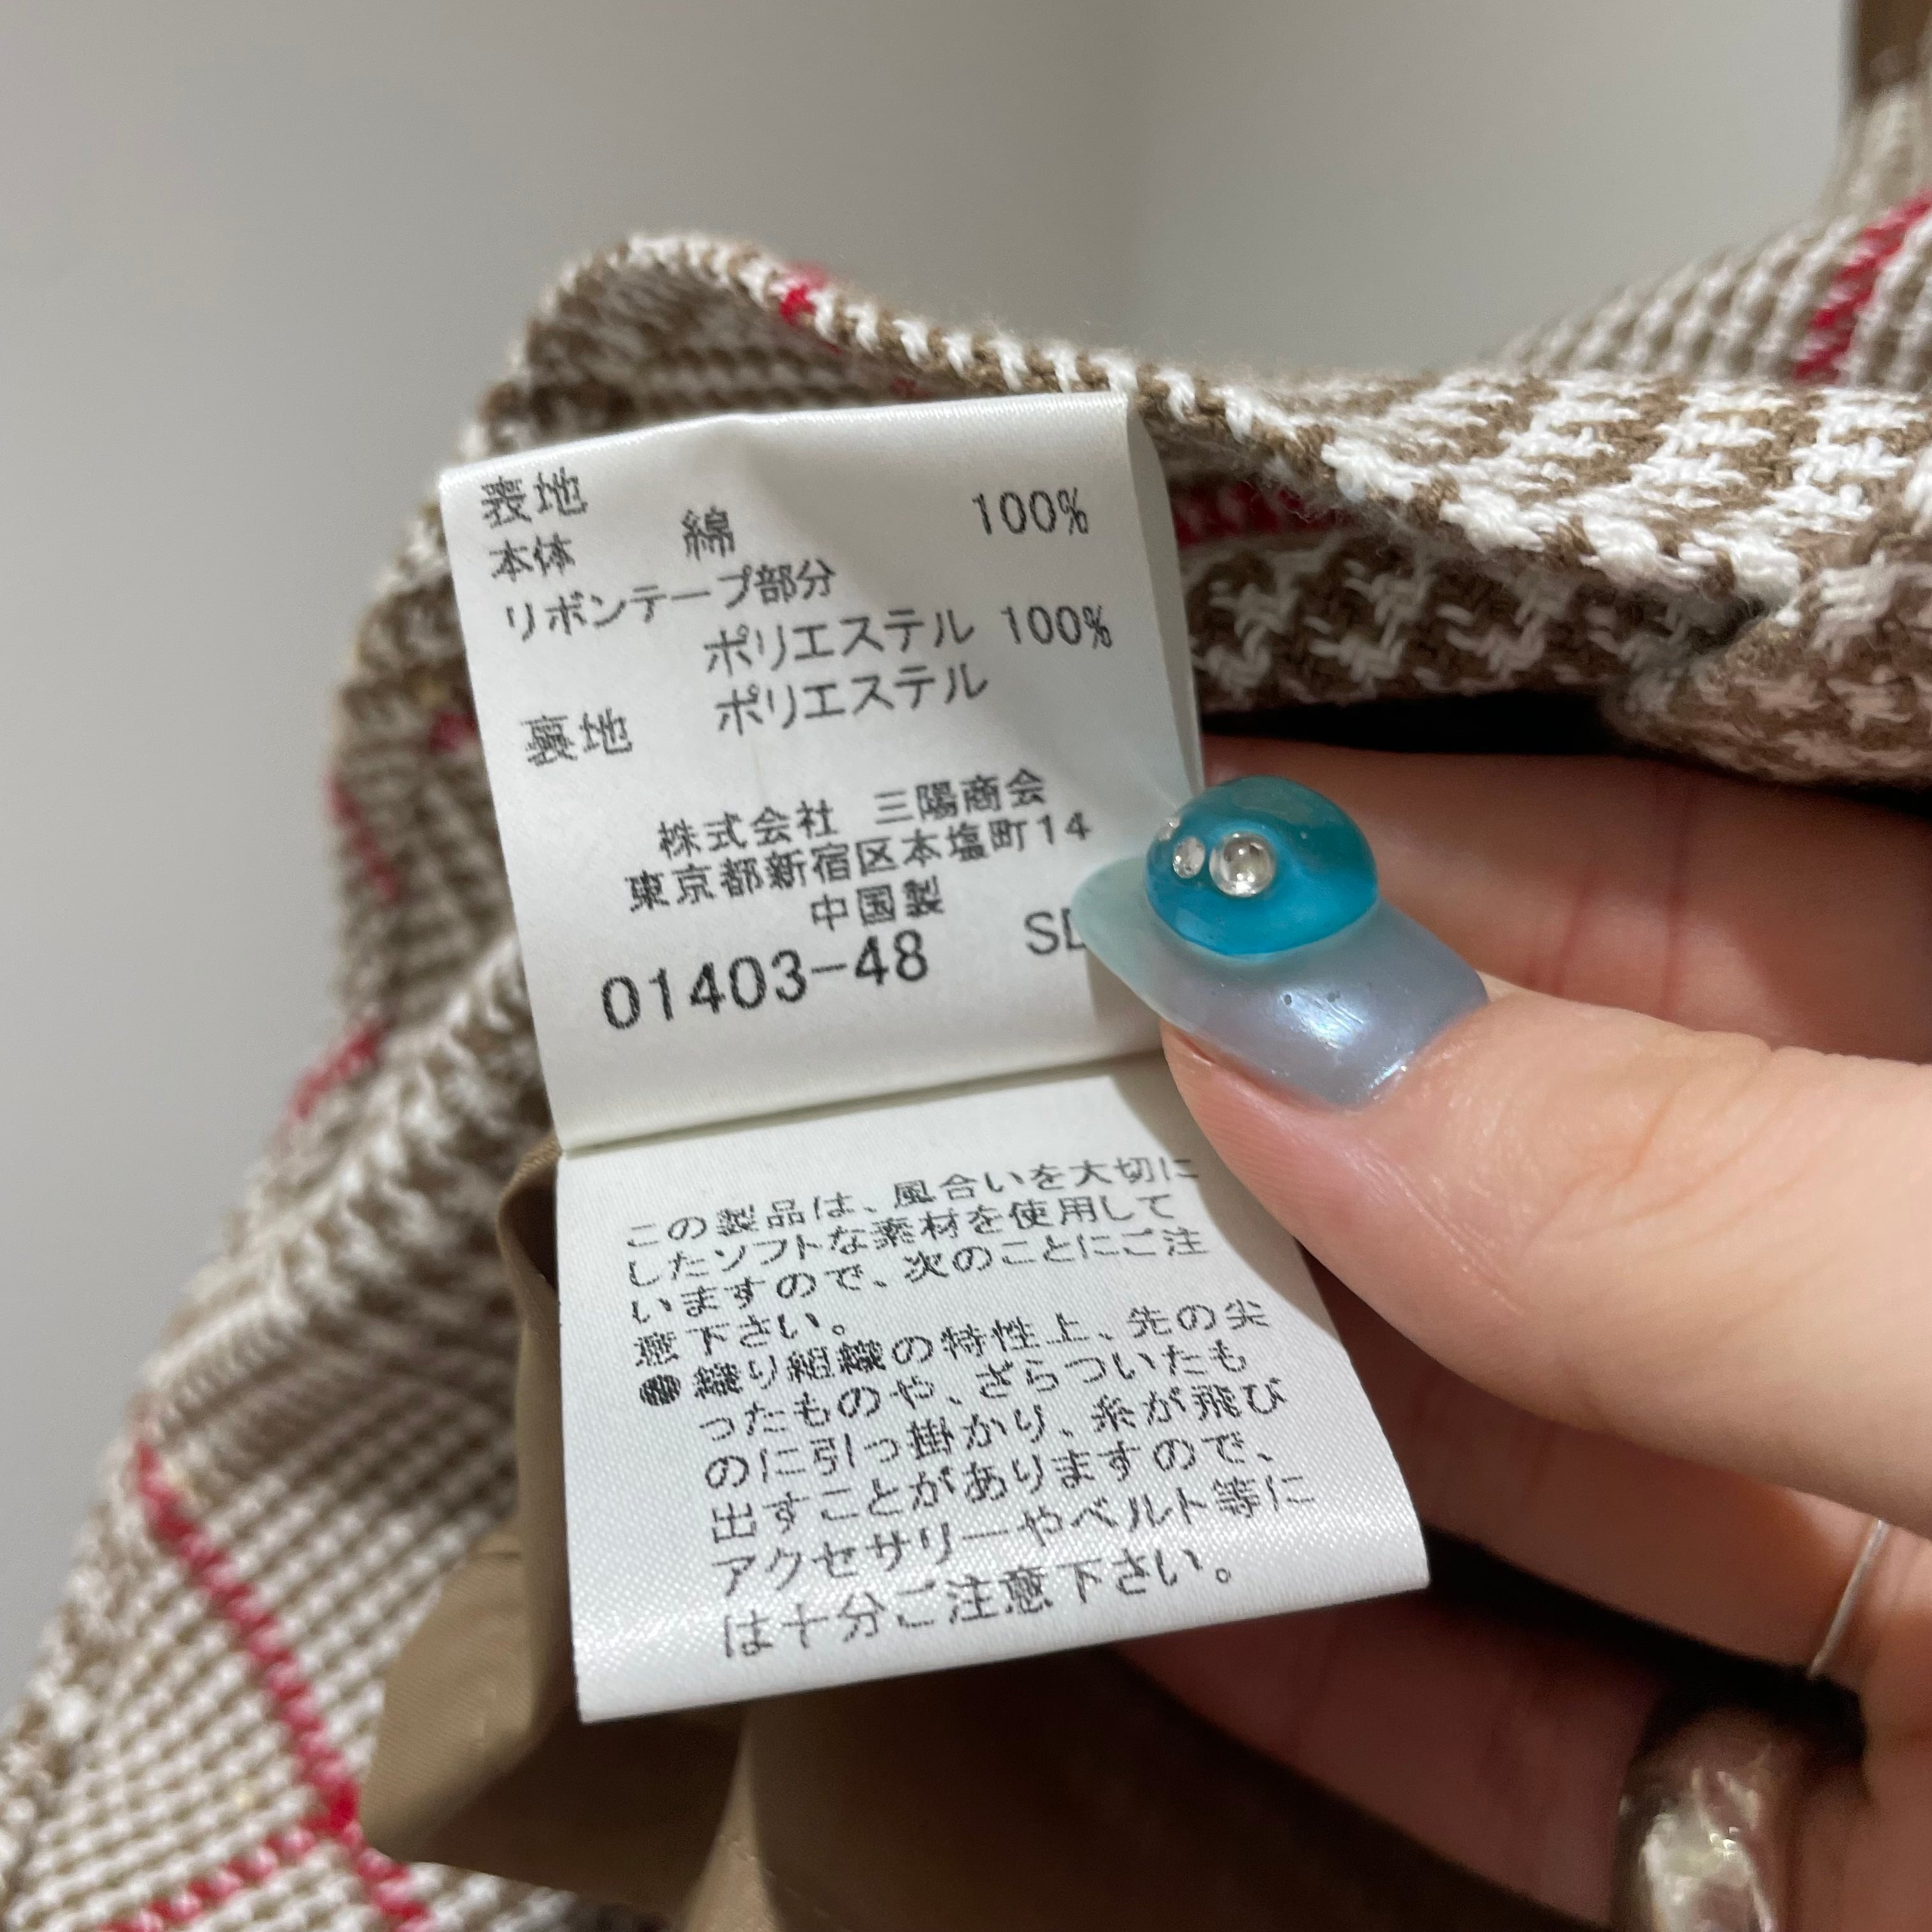 表地
本体 綿 100%
リボンテープ部分
ポリエステル 100%
裏地 ポリエステル
株式会社 三陽商会
東京都新宿区本塩町14
中国製
01403-48
この製品は、風合いを大切に
したソフトな素材を使用して
いますので、次のことにご注
意下さい。
●織り組織の特性上、先の尖
ったものや、ざらついたも
のに引っ掛かり、糸が飛び
出すことがありますので、
アクセサリーやベルト等に
は十分ご注意下さい。